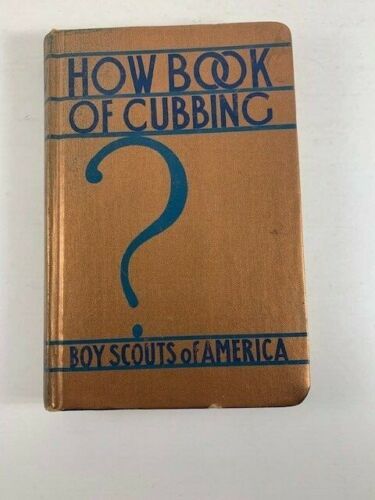 HOW BOOK
OF CUBBING
?
BOY SCOUTS of AMERICA